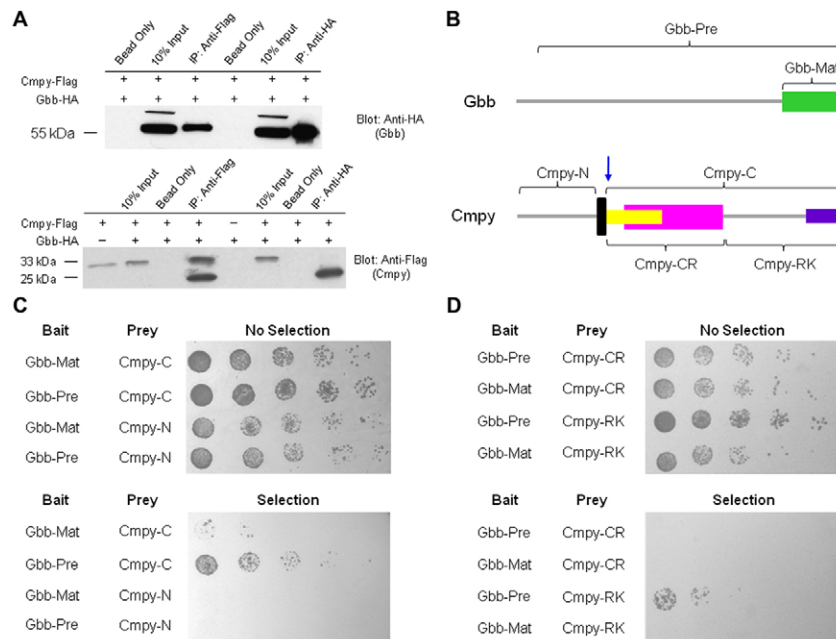 A
Bead Only
10% Input
IP: Anti-Flag
Bead Only
10% Input
IP: Anti-HA
Cmpy-Flag + + + + + +
Gbb-HA + + + + + +
55 kDa
Blot: Anti-HA
(Gbb)
10% Input
Bead Only
IP: Anti-Flag
10% Input
Bead Only
IP: Anti-HA
Cmpy-Flag + + + + − + + +
Gbb-HA − + + + + + + +
33 kDa
25 kDa
Blot: Anti-Flag
(Cmpy)
B
Gbb-Pre
Gbb-Mat
Gbb
Cmpy-N
Cmpy-C
Cmpy
Cmpy-CR
Cmpy-RK
C
Bait Prey No Selection
Gbb-Mat Cmpy-C
Gbb-Pre Cmpy-C
Gbb-Mat Cmpy-N
Gbb-Pre Cmpy-N
Bait Prey Selection
Gbb-Mat Cmpy-C
Gbb-Pre Cmpy-C
Gbb-Mat Cmpy-N
Gbb-Pre Cmpy-N
D
Bait Prey No Selection
Gbb-Pre Cmpy-CR
Gbb-Mat Cmpy-CR
Gbb-Pre Cmpy-RK
Gbb-Mat Cmpy-RK
Bait Prey Selection
Gbb-Pre Cmpy-CR
Gbb-Mat Cmpy-CR
Gbb-Pre Cmpy-RK
Gbb-Mat Cmpy-RK